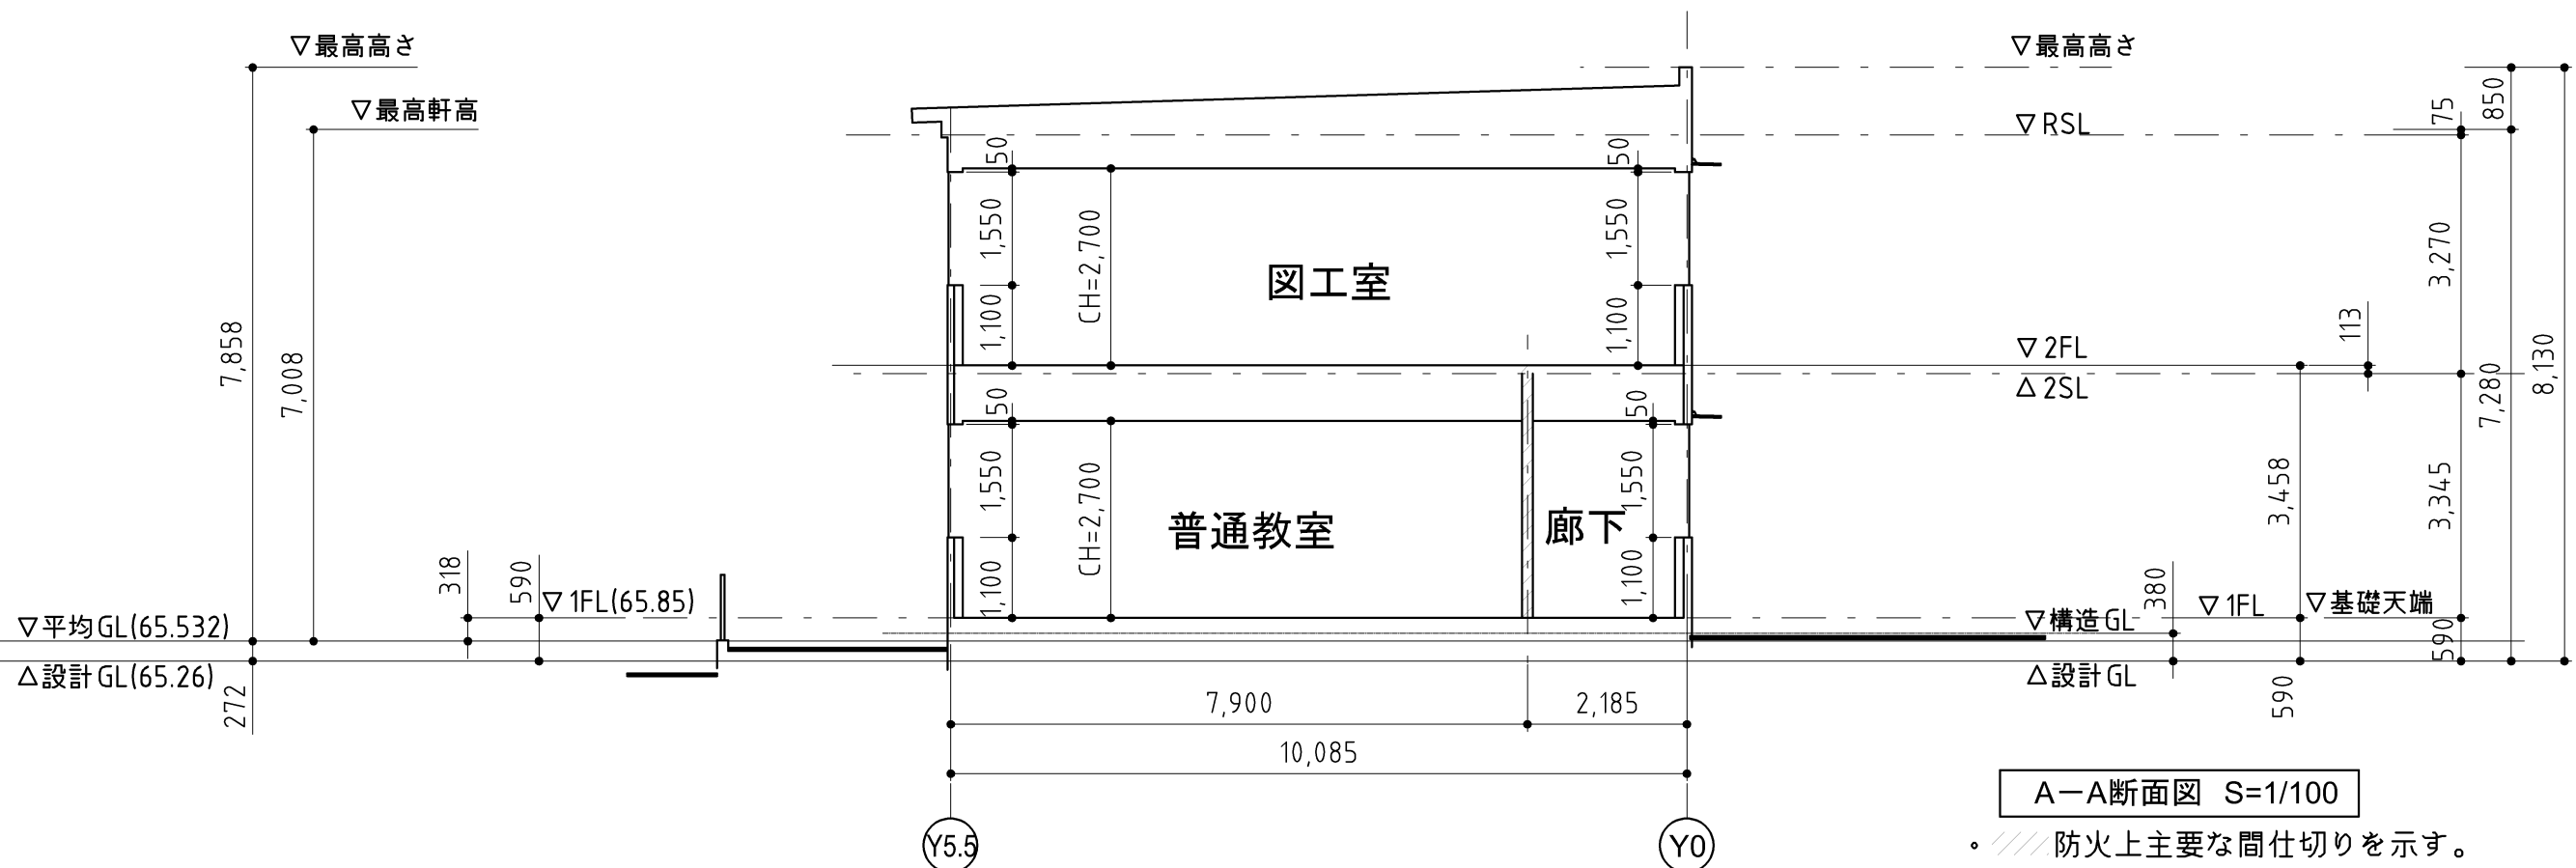 ▽最高高さ
▽最高軒高
7,858
7,008
318
590
▽1FL(65.85)
▽平均GL(65.532)
△設計GL(65.26)
272
50
1,550
1,100
CH=2,700
図工室
50
1,550
1,100
50
1,550
1,100
CH=2,700
普通教室
廊下
50
1,550
1,100
7,900
2,185
10,085
Y5.5
Y0
▽最高高さ
▽RSL
▽2FL
△2SL
▽構造GL
△設計GL
▽1FL
▽基礎天端
380
113
3,458
590
75
3,270
3,345
590
850
7,280
8,130
A－A断面図 S=1/100
・ 防火上主要な間仕切りを示す。